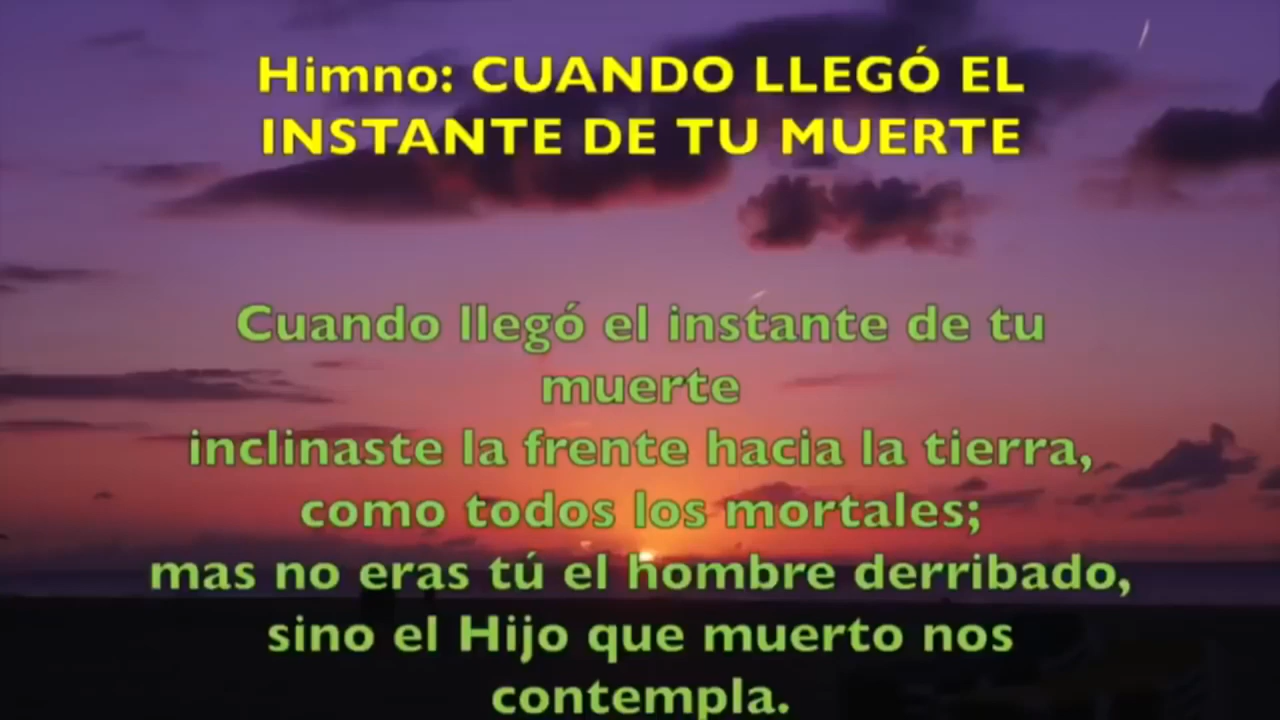 Himno: CUANDO LLEGÓ EL
INSTANTE DE TU MUERTE
Cuando llegó el instante de tu
muerte
inclinaste la frente hacia la tierra,
como todos los mortales;
mas no eras tú el hombre derribado,
sino el Hijo que muerto nos
contempla.